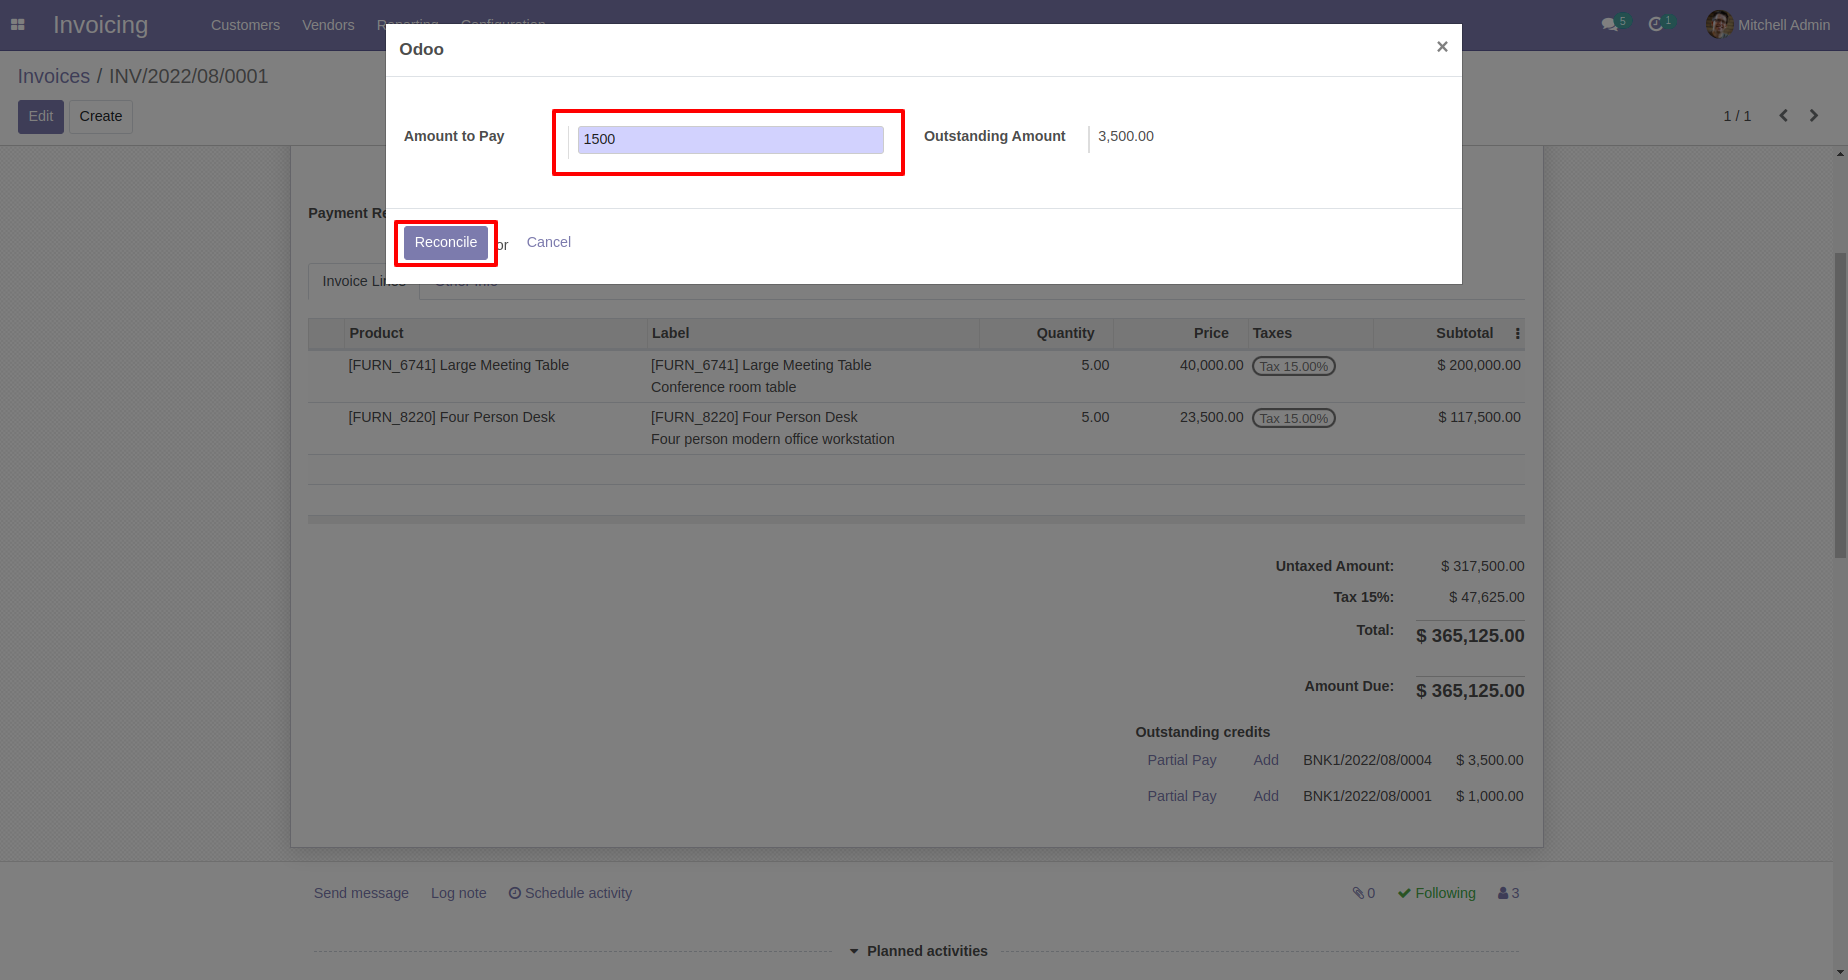 Invoicing Customers Vendors Reporting Configuration 5 1 Mitchell Admin
Odoo ×
Invoices / INV/2022/08/0001
Edit Create 1 / 1
Amount to Pay 1500 Outstanding Amount 3,500.00
Payment Re
Reconcile or Cancel
Invoice Lines Other Info
Product Label Quantity Price Taxes Subtotal
[FURN_6741] Large Meeting Table [FURN_6741] Large Meeting Table 5.00 40,000.00 Tax 15.00% $ 200,000.00
Conference room table
[FURN_8220] Four Person Desk [FURN_8220] Four Person Desk 5.00 23,500.00 Tax 15.00% $ 117,500.00
Four person modern office workstation
Untaxed Amount: $ 317,500.00
Tax 15%: $ 47,625.00
Total: $ 365,125.00
Amount Due: $ 365,125.00
Outstanding credits
Partial Pay Add BNK1/2022/08/0004 $ 3,500.00
Partial Pay Add BNK1/2022/08/0001 $ 1,000.00
Send message Log note Schedule activity 0 Following 3
Planned activities